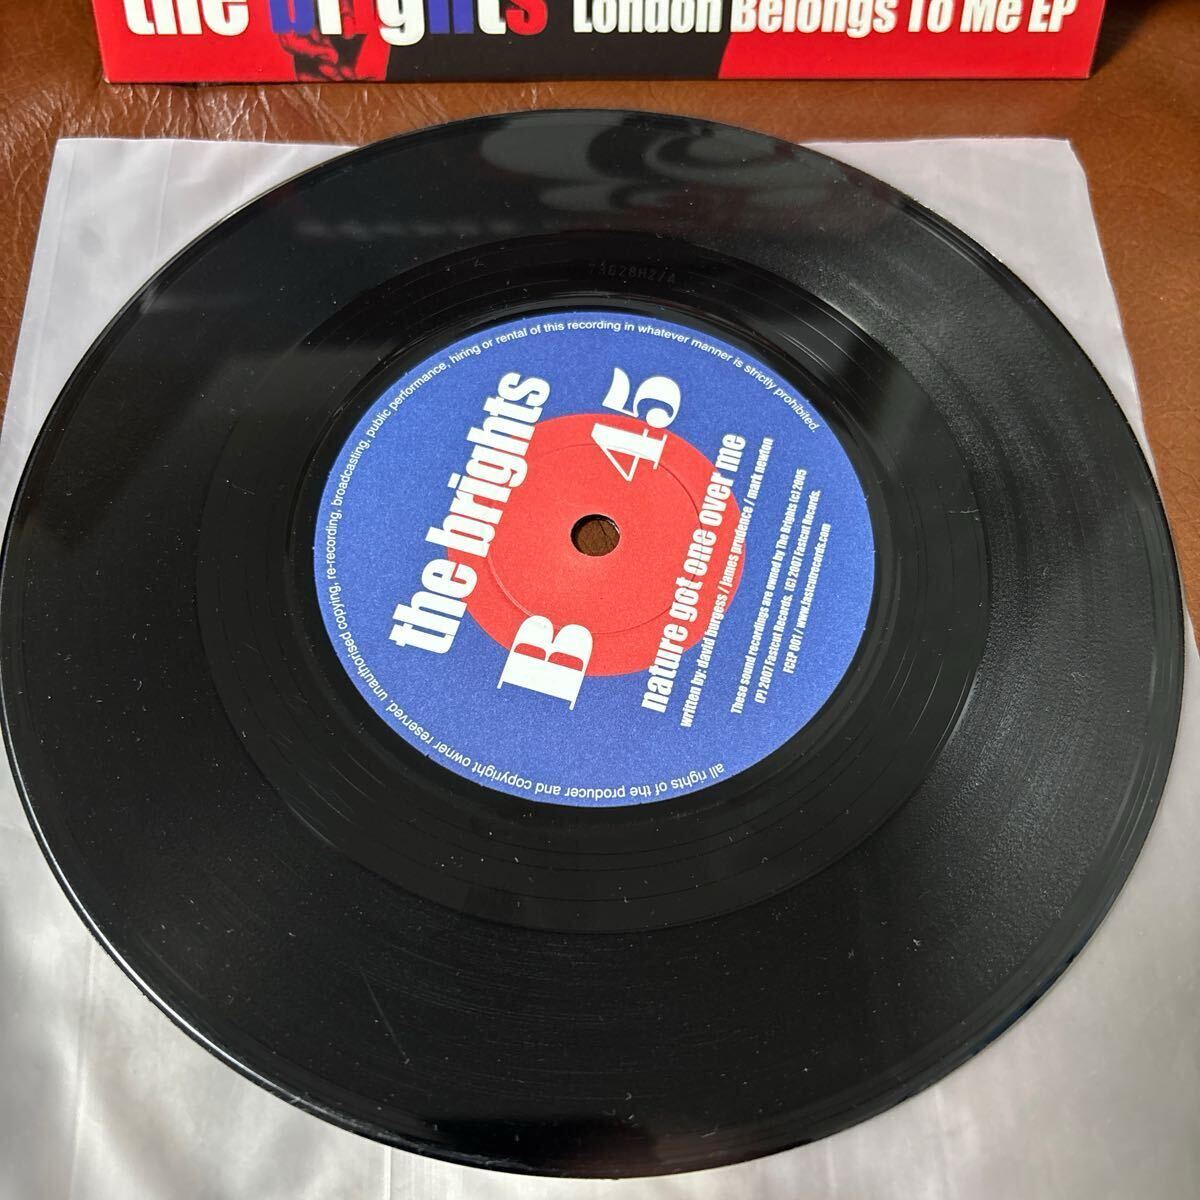 the brights London Belongs To Me EP
73628H2/A
the brights
B 45
nature got one over me
written by: david burgess / james prudence / mark newton
These sound recordings are owned by The Brights (c) 2005
(P) 2007 Fastcut Records. (C) 2007 Fastcut Records.
FCEP 001 / www.fastcutrecords.com
all rights of the producer and copyright owner reserved. unauthorised copying, re-recording, broadcasting, public performance, hiring or rental of this recording in whatever manner is strictly prohibited.